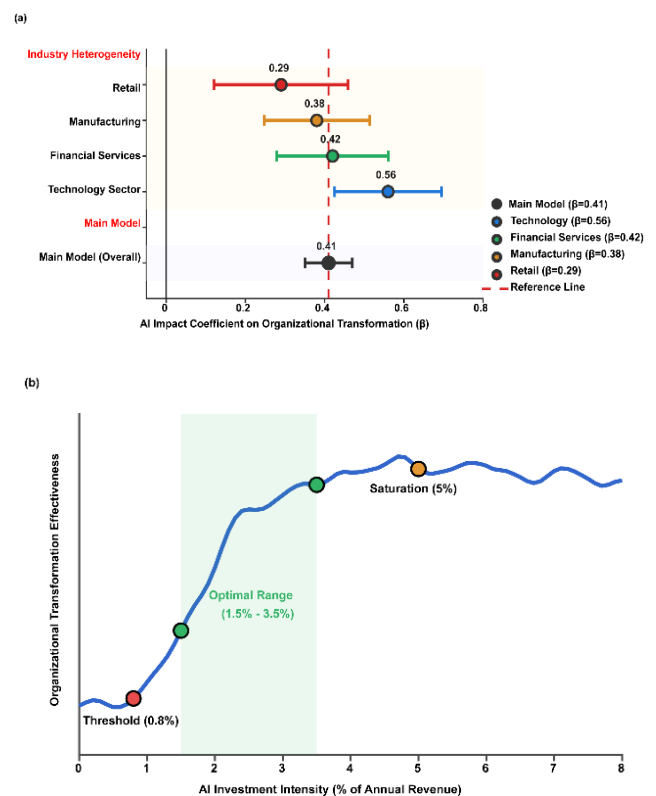 (a)
Industry Heterogeneity
0.29
Retail
0.38
Manufacturing
0.42
Financial Services
0.56
Technology Sector
Main Model
0.41
Main Model (Overall)
Main Model (β=0.41)
Technology (β=0.56)
Financial Services (β=0.42)
Manufacturing (β=0.38)
Retail (β=0.29)
Reference Line
0 0.2 0.4 0.6 0.8
AI Impact Coefficient on Organizational Transformation (β)
(b)
Organizational Transformation Effectiveness
Saturation (5%)
Optimal Range
(1.5% - 3.5%)
Threshold (0.8%)
0 1 2 3 4 5 6 7 8
AI Investment Intensity (% of Annual Revenue)